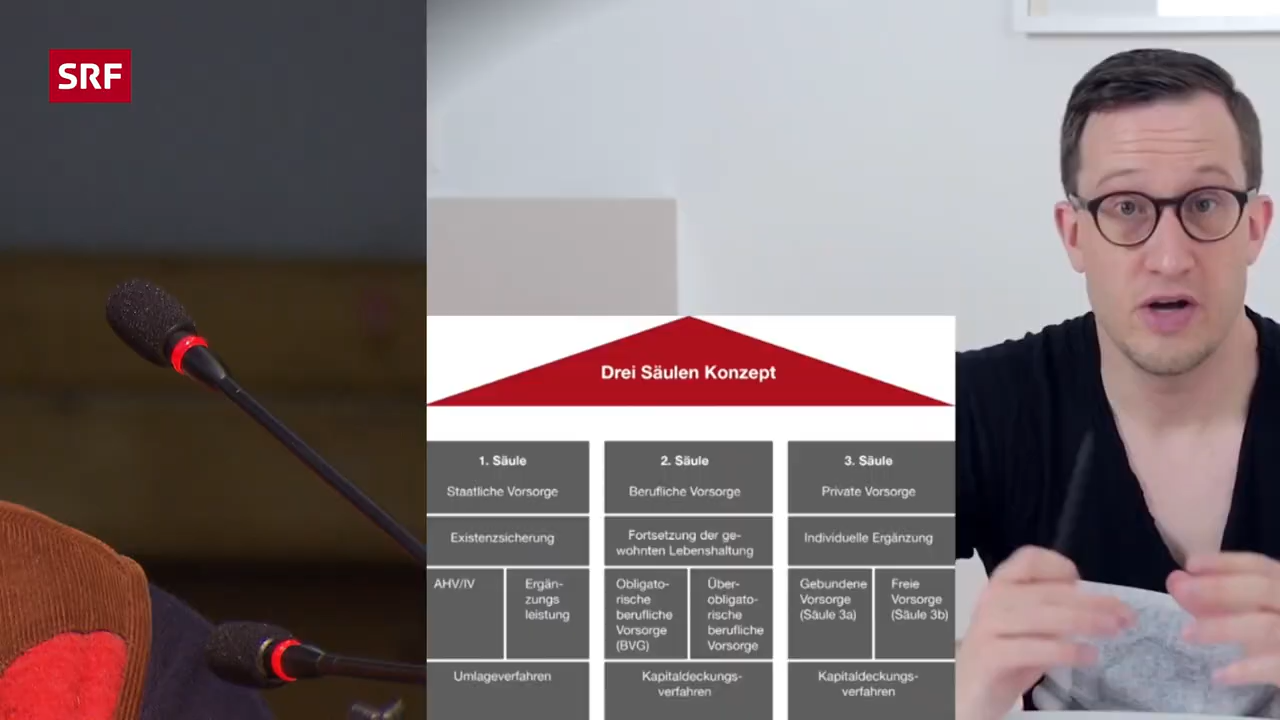 SRF
Drei Säulen Konzept
1. Säule
Staatliche Vorsorge
Existenzsicherung
AHV/IV
Ergän-
zungs
leistung
Umlageverfahren
2. Säule
Berufliche Vorsorge
Fortsetzung der ge-
wohnten Lebenshaltung
Obligato-
rische
berufliche
Vorsorge
(BVG)
Über-
obligato-
rische
berufliche
Vorsorge
Kapitaldeckungs-
verfahren
3. Säule
Private Vorsorge
Individuelle Ergänzung
Gebundene
Vorsorge
(Säule 3a)
Freie
Vorsorge
(Säule 3b)
Kapitaldeckungs-
verfahren